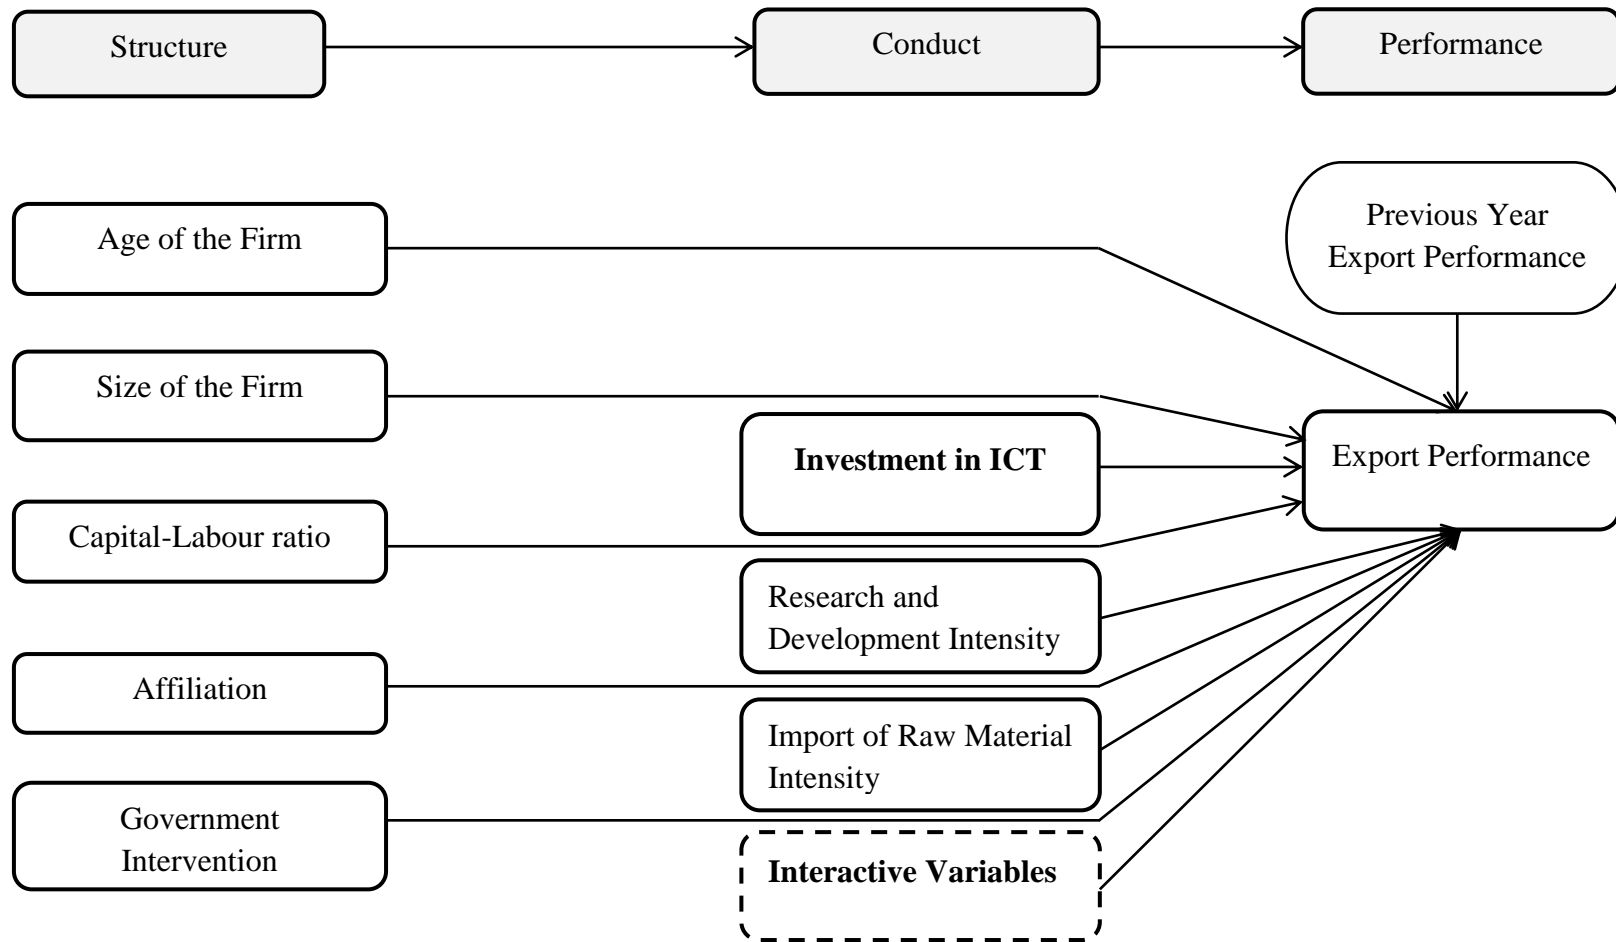 Structure
Conduct
Performance
Age of the Firm
Previous Year
Export Performance
Size of the Firm
Investment in ICT
Export Performance
Capital-Labour ratio
Research and
Development Intensity
Affiliation
Import of Raw Material
Intensity
Government
Intervention
Interactive Variables